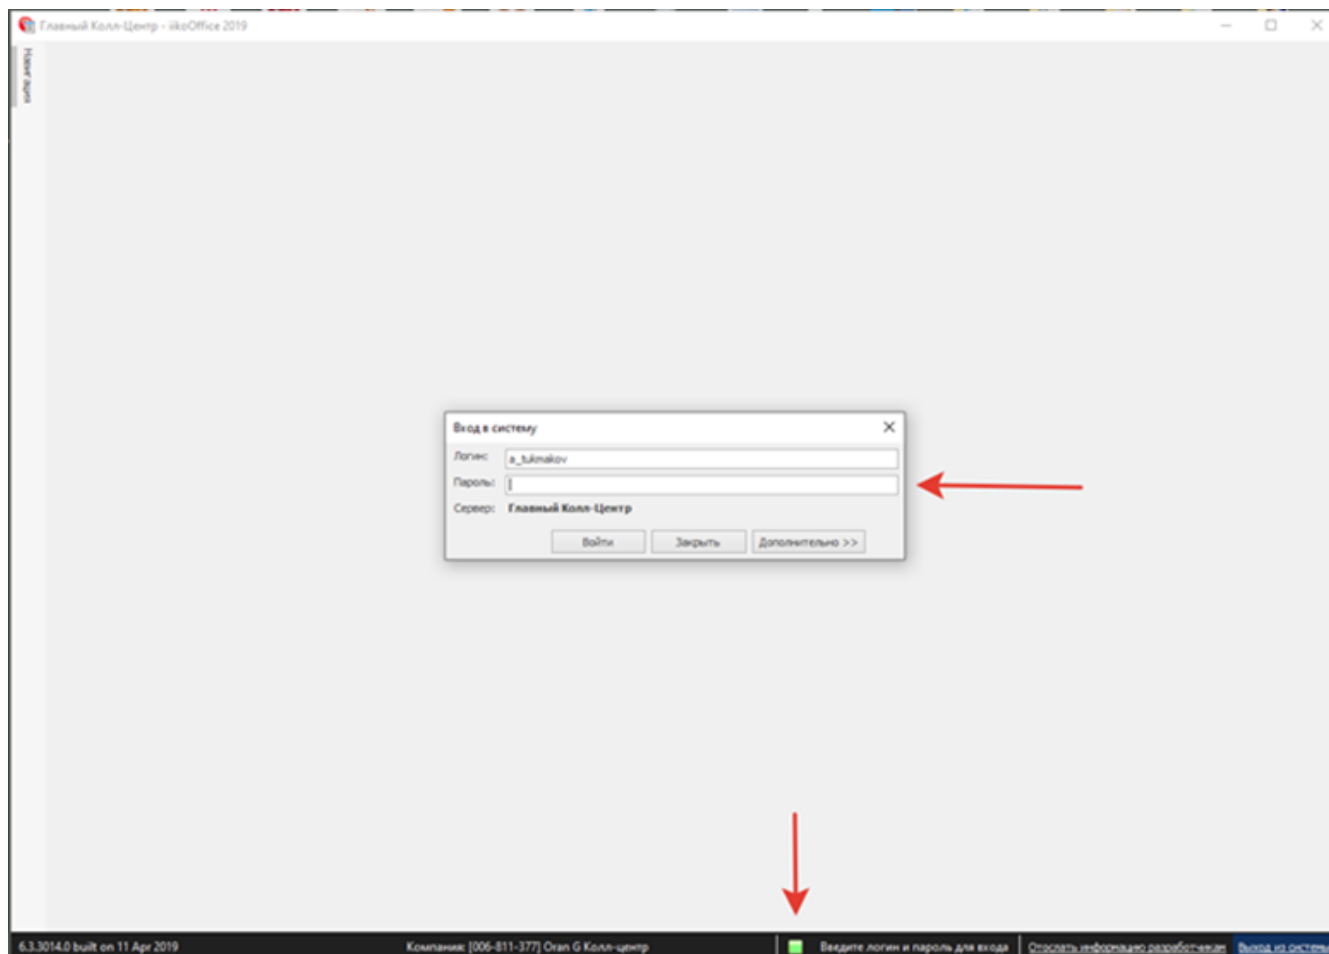 Главный Колл-Центр - iikoOffice 2019
Навигация
Вход в систему
Логин: a_tukmakov
Пароль:
Сервер: Главный Колл-Центр
Войти Закрыть Дополнительно >>
6.3.3014.0 built on 11 Apr 2019 Компания: [006-811-377] Oran G Колл-центр Введите логин и пароль для входа Отослать информацию разработчикам Выход из системы